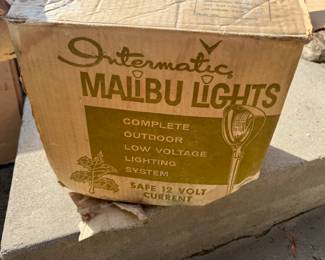 Intermatic
MALIBU LIGHTS
COMPLETE
OUTDOOR
LOW VOLTAGE
LIGHTING
SYSTEM
SAFE 12 VOLT
CURRENT